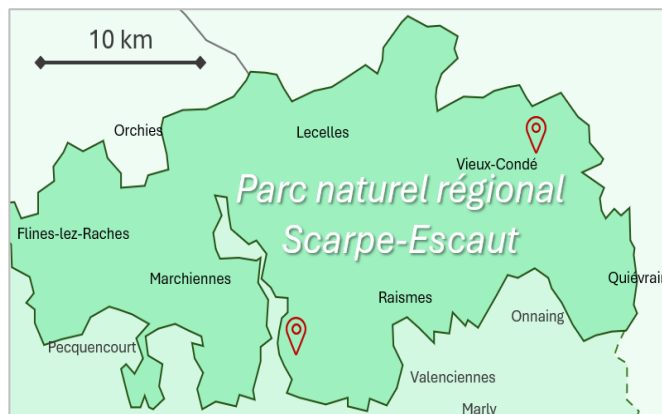 10 km
Orchies
Lecelles
Vieux-Condé
Parc naturel régional
Scarpe-Escaut
Flines-lez-Raches
Marchiennes
Quiévrain
Raismes
Onnaing
Pecquencourt
Valenciennes
Marly